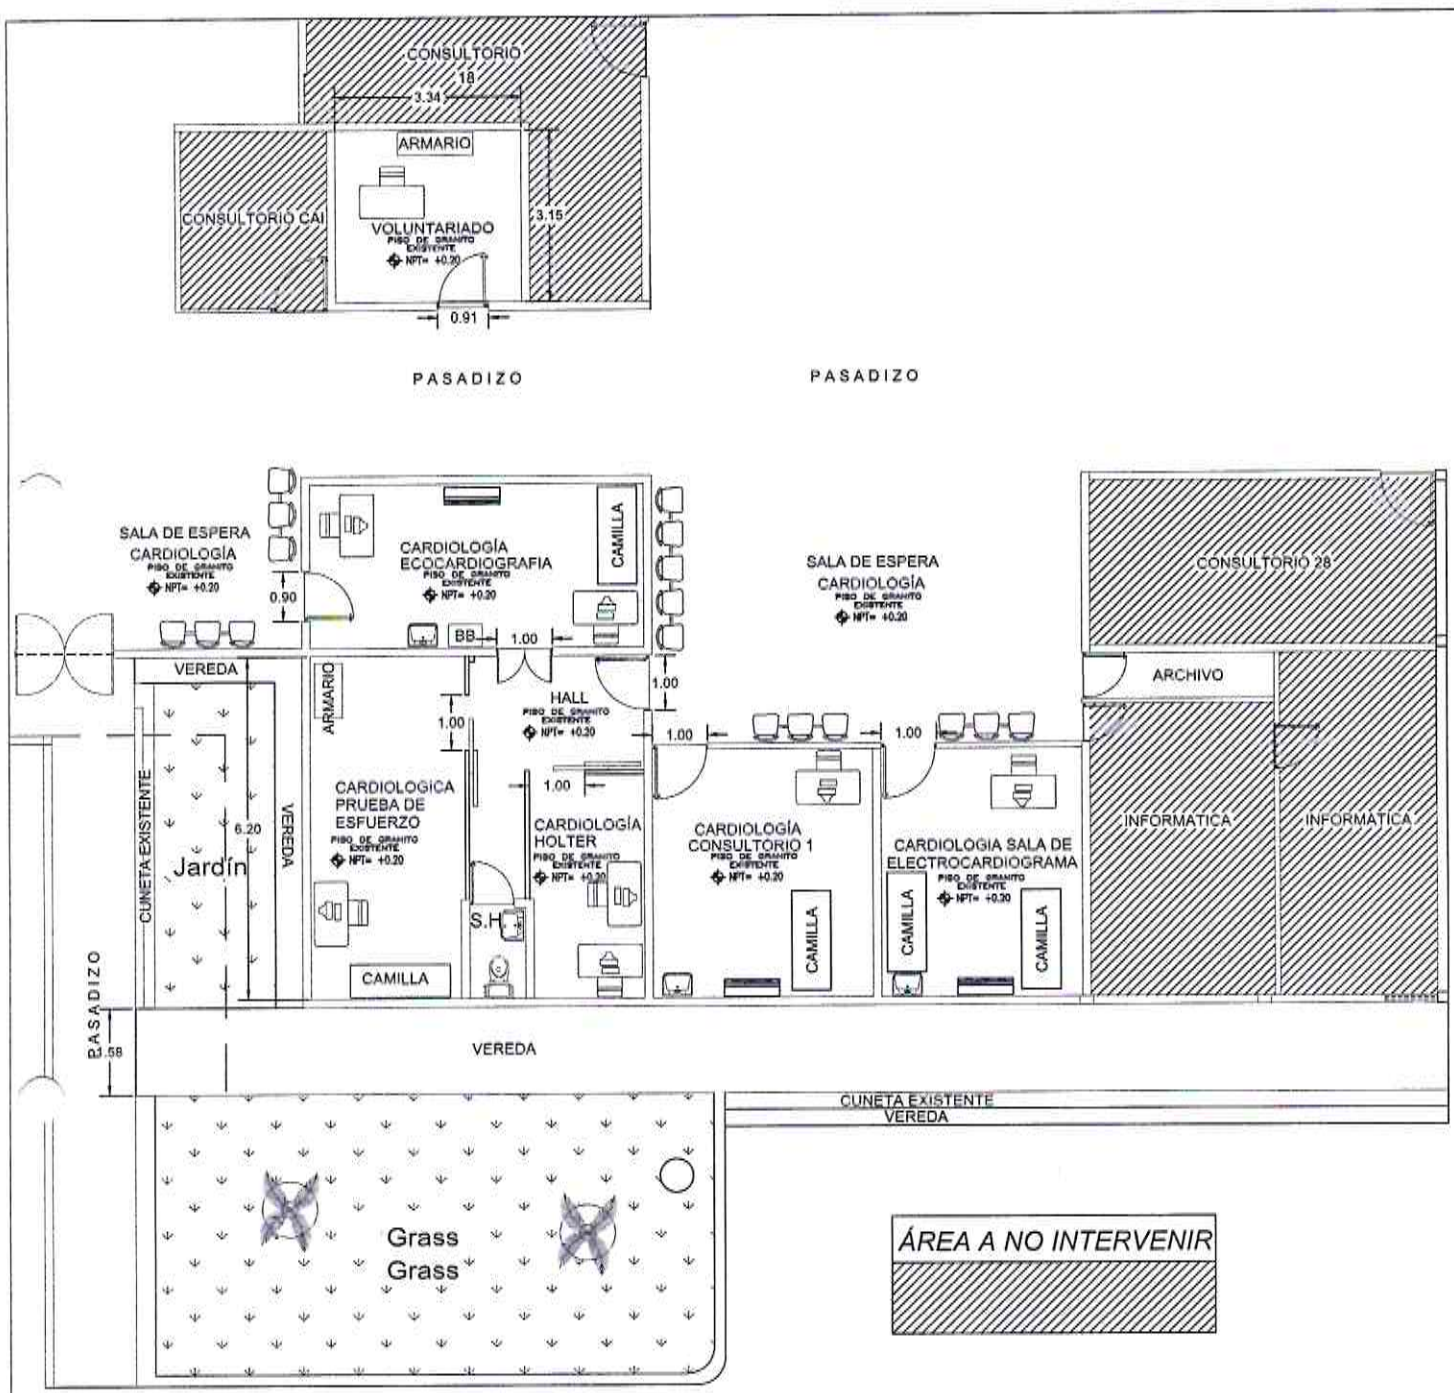 CONSULTORIO
18
3.34
ARMARIO
CONSULTORIO CAI
3.15
VOLUNTARIADO
PISO DE GRANITO
EXISTENTE
NPT= +0.20
0.91
PASADIZO
PASADIZO
SALA DE ESPERA
CARDIOLOGÍA
PISO DE GRANITO
EXISTENTE
NPT= +0.20
0.90
CARDIOLOGÍA
ECOCARDIOGRAFIA
PISO DE GRANITO
EXISTENTE
NPT= +0.20
CAMILLA
BB
1.00
SALA DE ESPERA
CARDIOLOGÍA
PISO DE GRANITO
EXISTENTE
NPT= +0.20
CONSULTORIO 28
VEREDA
ARMARIO
HALL
PISO DE GRANITO
EXISTENTE
NPT= +0.20
1.00
1.00
1.00
1.00
1.00
ARCHIVO
CUNETA EXISTENTE
Jardín
6.20
VEREDA
CARDIOLOGICA
PRUEBA DE
ESFUERZO
PISO DE GRANITO
EXISTENTE
NPT= +0.20
CARDIOLOGÍA
HOLTER
PISO DE GRANITO
EXISTENTE
NPT= +0.20
CARDIOLOGÍA
CONSULTORIO 1
PISO DE GRANITO
EXISTENTE
NPT= +0.20
CARDIOLOGIA SALA DE
ELECTROCARDIOGRAMA
PISO DE GRANITO
EXISTENTE
NPT= +0.20
INFORMATICA
INFORMATICA
S.H
CAMILLA
CAMILLA
CAMILLA
CAMILLA
PASADIZO
1.58
VEREDA
CUNETA EXISTENTE
VEREDA
Grass
Grass
ÁREA A NO INTERVENIR